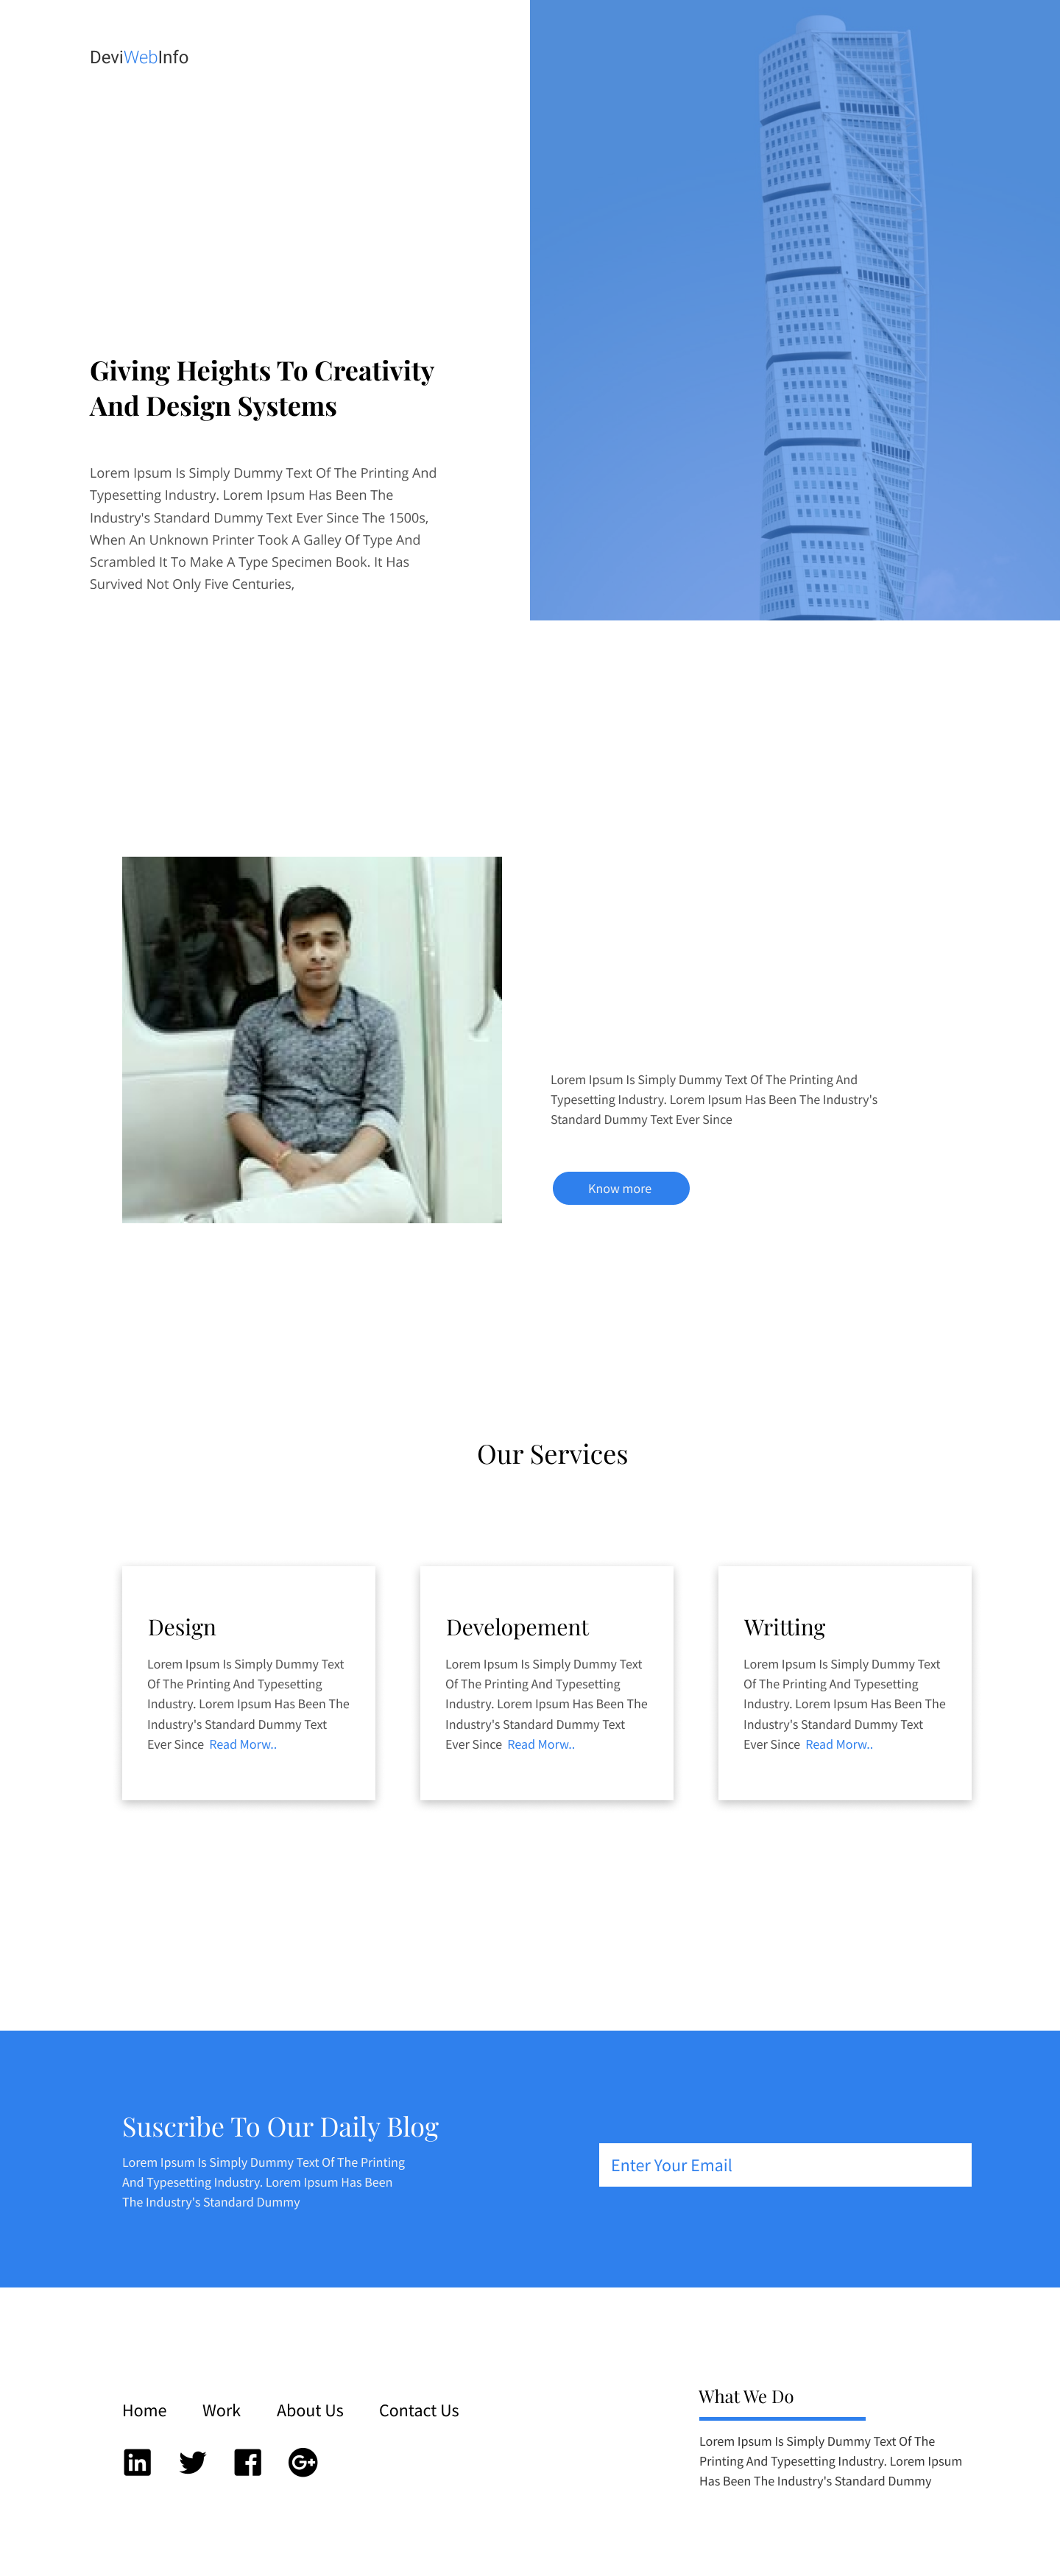 DeviWebInfo
Giving Heights To Creativity
And Design Systems
Lorem Ipsum Is Simply Dummy Text Of The Printing And
Typesetting Industry. Lorem Ipsum Has Been The
Industry's Standard Dummy Text Ever Since The 1500s,
When An Unknown Printer Took A Galley Of Type And
Scrambled It To Make A Type Specimen Book. It Has
Survived Not Only Five Centuries,
Lorem Ipsum Is Simply Dummy Text Of The Printing And
Typesetting Industry. Lorem Ipsum Has Been The Industry's
Standard Dummy Text Ever Since
Know more
Our Services
Design
Lorem Ipsum Is Simply Dummy Text
Of The Printing And Typesetting
Industry. Lorem Ipsum Has Been The
Industry's Standard Dummy Text
Ever Since Read Morw..
Developement
Lorem Ipsum Is Simply Dummy Text
Of The Printing And Typesetting
Industry. Lorem Ipsum Has Been The
Industry's Standard Dummy Text
Ever Since Read Morw..
Writting
Lorem Ipsum Is Simply Dummy Text
Of The Printing And Typesetting
Industry. Lorem Ipsum Has Been The
Industry's Standard Dummy Text
Ever Since Read Morw..
Suscribe To Our Daily Blog
Lorem Ipsum Is Simply Dummy Text Of The Printing
And Typesetting Industry. Lorem Ipsum Has Been
The Industry's Standard Dummy
Enter Your Email
Home Work About Us Contact Us
in f G+
What We Do
Lorem Ipsum Is Simply Dummy Text Of The
Printing And Typesetting Industry. Lorem Ipsum
Has Been The Industry's Standard Dummy